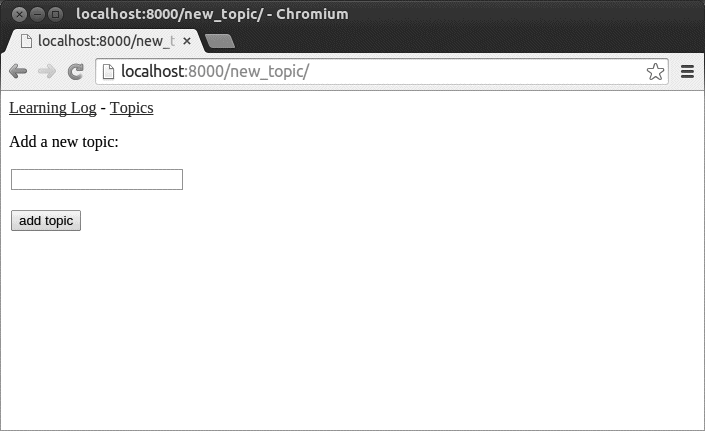 localhost:8000/new_topic/ - Chromium
localhost:8000/new_t
localhost:8000/new_topic/
Learning Log - Topics
Add a new topic:
add topic